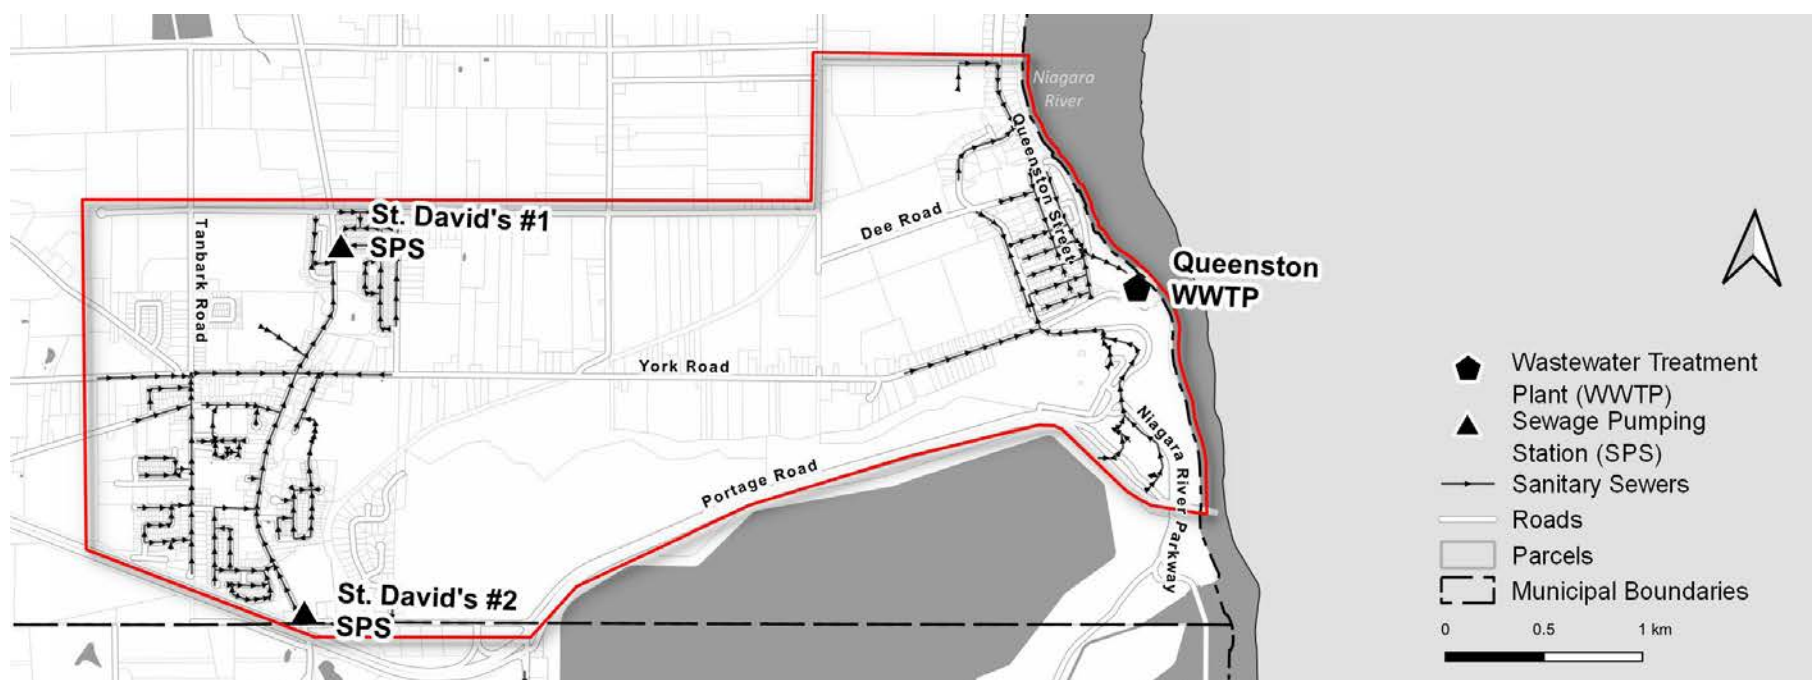 Niagara
River
Queenston Street
Tanbark Road
St. David's #1
SPS
Dee Road
Queenston
WWTP
York Road
Niagara River Parkway
Portage Road
St. David's #2
SPS
Wastewater Treatment
Plant (WWTP)
Sewage Pumping
Station (SPS)
Sanitary Sewers
Roads
Parcels
Municipal Boundaries
0 0.5 1 km